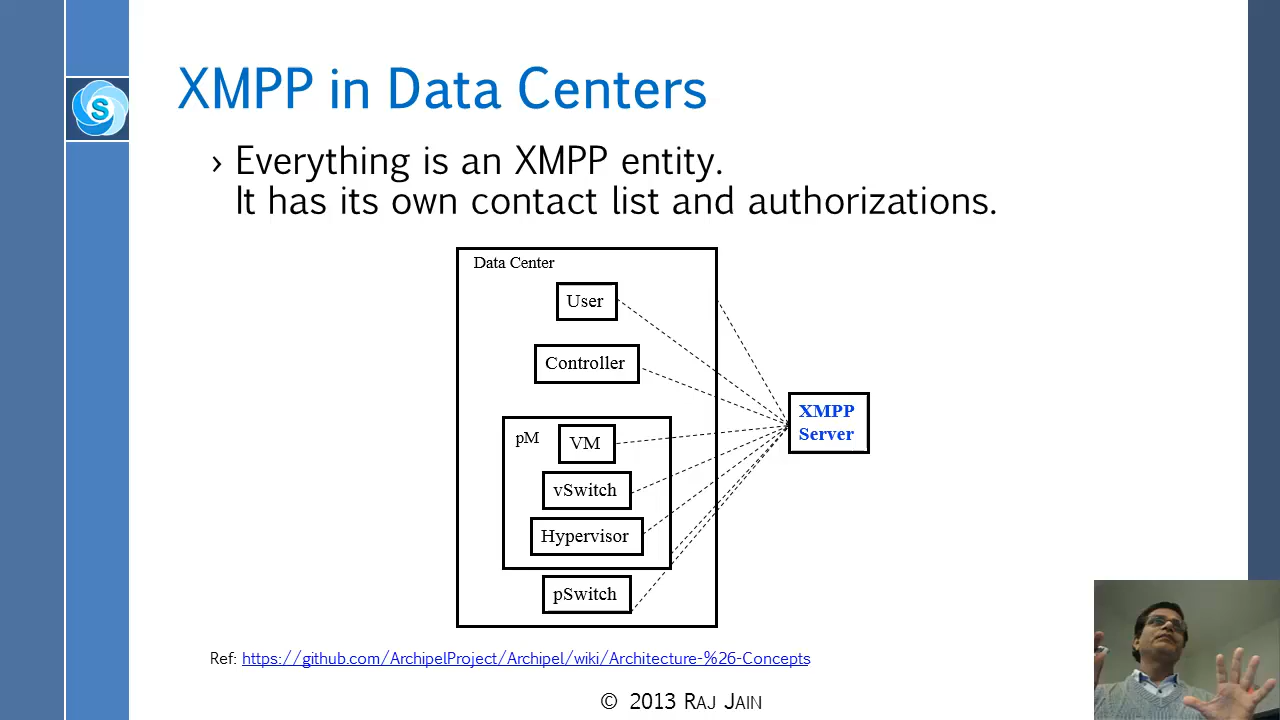 XMPP in Data Centers
S
› Everything is an XMPP entity.
It has its own contact list and authorizations.
Data Center
User
Controller
XMPP
Server
pM
VM
vSwitch
Hypervisor
pSwitch
Ref: https://github.com/ArchipelProject/Archipel/wiki/Architecture-%26-Concepts
© 2013 RAJ JAIN